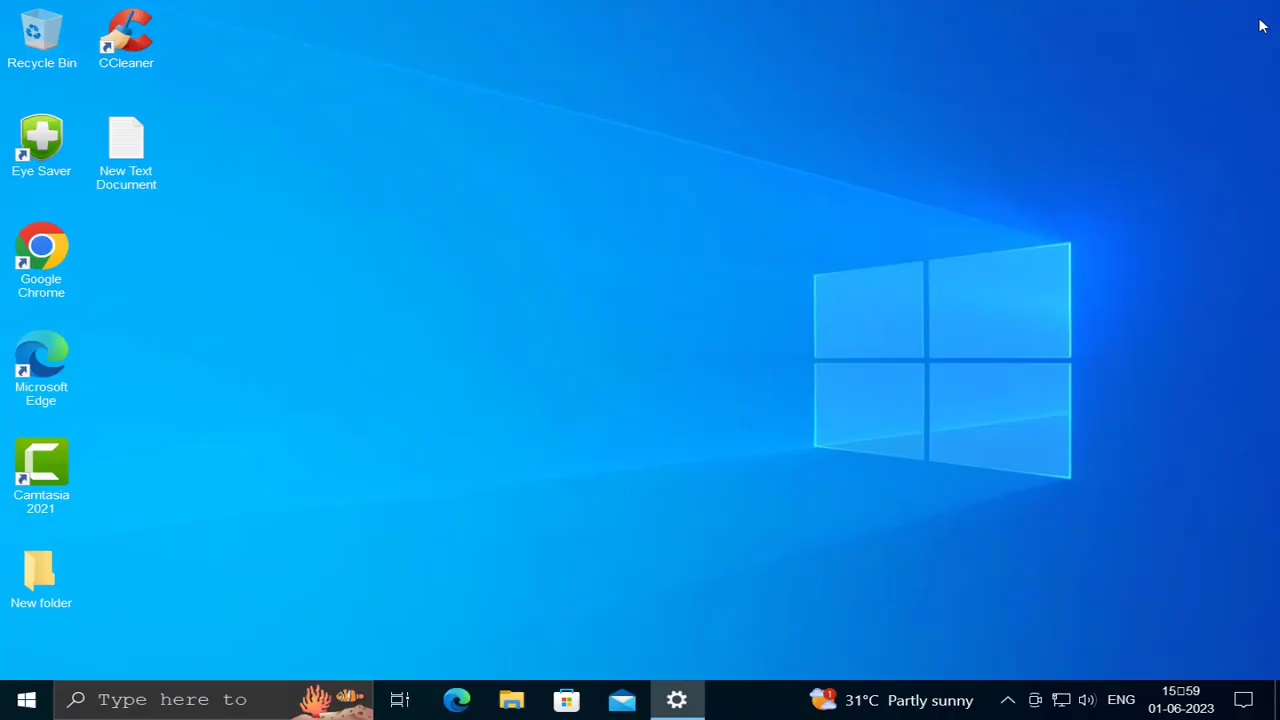 Recycle Bin
CCleaner
Eye Saver
New Text
Document
Google
Chrome
Microsoft
Edge
Camtasia
2021
New folder
Type here to
1
31°C Partly sunny
ENG
15▯59
01-06-2023